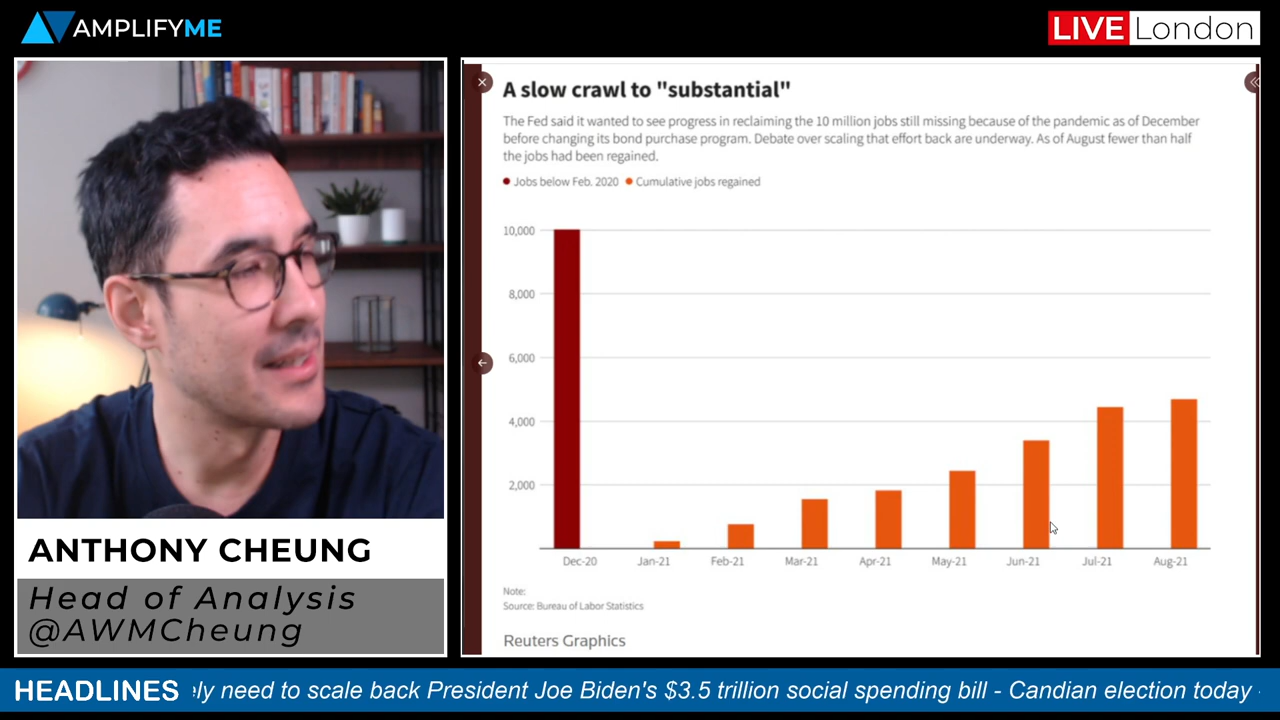 AMPLIFYME
LIVE London
A slow crawl to "substantial"
The Fed said it wanted to see progress in reclaiming the 10 million jobs still missing because of the pandemic as of December
before changing its bond purchase program. Debate over scaling that effort back are underway. As of August fewer than half
the jobs had been regained.
Jobs below Feb. 2020 Cumulative jobs regained
10,000
8,000
6,000
4,000
2,000
Dec-20 Jan-21 Feb-21 Mar-21 Apr-21 May-21 Jun-21 Jul-21 Aug-21
Note:
Source: Bureau of Labor Statistics
Reuters Graphics
ANTHONY CHEUNG
Head of Analysis
@AWMCheung
HEADLINES ly need to scale back President Joe Biden's $3.5 trillion social spending bill - Candian election today -